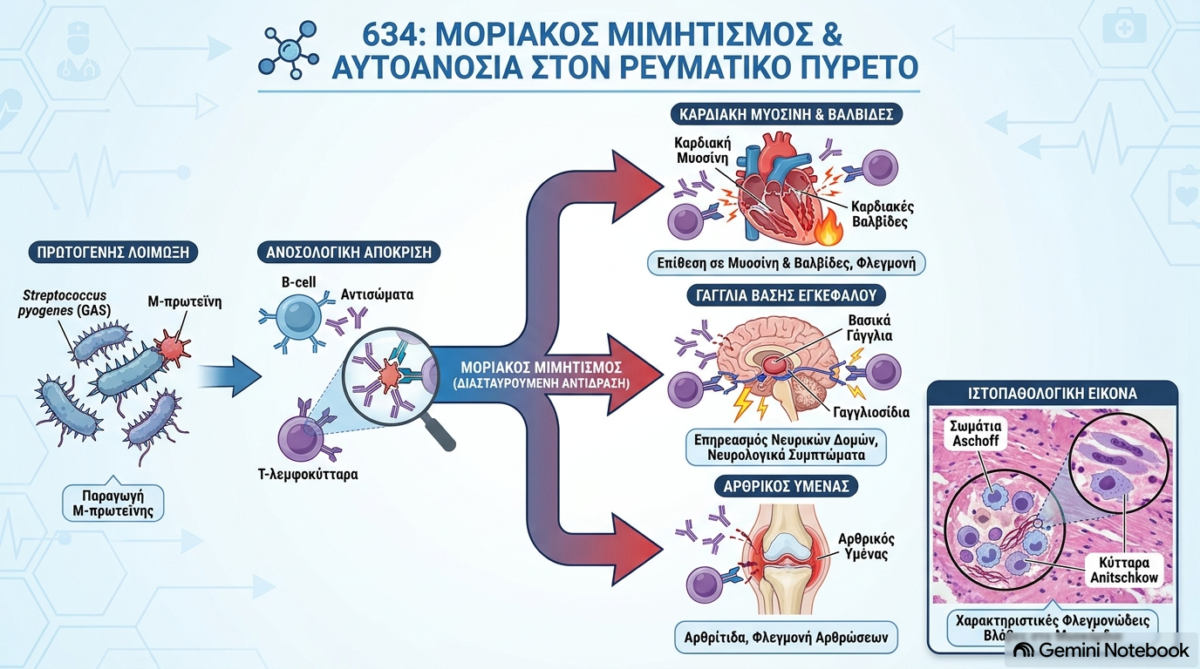 634: ΜΟΡΙΑΚΟΣ ΜΙΜΗΤΙΣΜΟΣ &
ΑΥΤΟΑΝΟΣΙΑ ΣΤΟΝ ΡΕΥΜΑΤΙΚΟ ΠΥΡΕΤΟ
ΠΡΩΤΟΓΕΝΗΣ ΛΟΙΜΩΞΗ
Streptococcus
pyogenes (GAS)
Μ-πρωτεΐνη
Παραγωγή
Μ-πρωτεΐνης
ΑΝΟΣΟΛΟΓΙΚΗ ΑΠΟΚΡΙΣΗ
B-cell
Αντισώματα
Τ-λεμφοκύτταρα
ΜΟΡΙΑΚΟΣ ΜΙΜΗΤΙΣΜΟΣ
(ΔΙΑΣΤΑΥΡΟΥΜΕΝΗ ΑΝΤΙΔΡΑΣΗ)
ΚΑΡΔΙΑΚΗ ΜΥΟΣΙΝΗ & ΒΑΛΒΙΔΕΣ
Καρδιακή
Μυοσίνη
Καρδιακές
Βαλβίδες
Επίθεση σε Μυοσίνη & Βαλβίδες, Φλεγμονή
ΓΑΓΓΛΙΑ ΒΑΣΗΣ ΕΓΚΕΦΑΛΟΥ
Βασικά
Γάγγλια
Γαγγλιοσίδια
Επηρεασμός Νευρικών Δομών,
Νευρολογικά Συμπτώματα
ΑΡΘΡΙΚΟΣ ΥΜΕΝΑΣ
Αρθρικός
Υμένας
Αρθρίτιδα, Φλεγμονή Αρθρώσεων
ΙΣΤΟΠΑΘΟΛΟΓΙΚΗ ΕΙΚΟΝΑ
Σωμάτια
Aschoff
Κύτταρα
Anitschkow
Χαρακτηριστικές Φλεγμονώδεις
Gemini Notebook